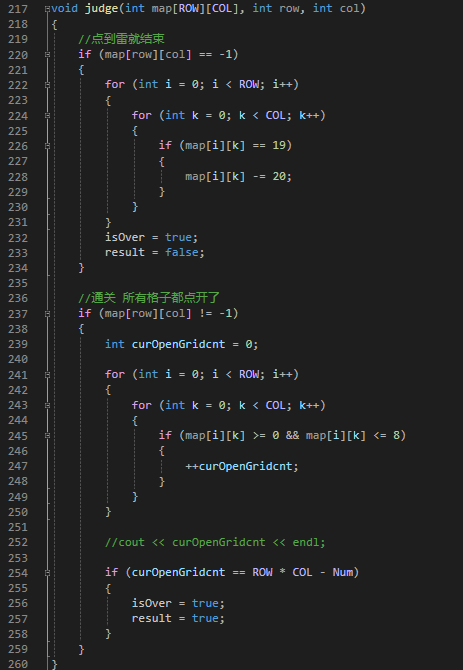 217 void judge(int map[ROW][COL], int row, int col)
218 {
219     //点到雷就结束
220     if (map[row][col] == -1)
221     {
222         for (int i = 0; i < ROW; i++)
223         {
224             for (int k = 0; k < COL; k++)
225             {
226                 if (map[i][k] == 19)
227                 {
228                     map[i][k] -= 20;
229                 }
230             }
231         }
232         isOver = true;
233         result = false;
234     }
235
236     //通关 所有格子都点开了
237     if (map[row][col] != -1)
238     {
239         int curOpenGridcnt = 0;
240
241         for (int i = 0; i < ROW; i++)
242         {
243             for (int k = 0; k < COL; k++)
244             {
245                 if (map[i][k] >= 0 && map[i][k] <= 8)
246                 {
247                     ++curOpenGridcnt;
248                 }
249             }
250         }
251
252         //cout << curOpenGridcnt << endl;
253
254         if (curOpenGridcnt == ROW * COL - Num)
255         {
256             isOver = true;
257             result = true;
258         }
259     }
260 }